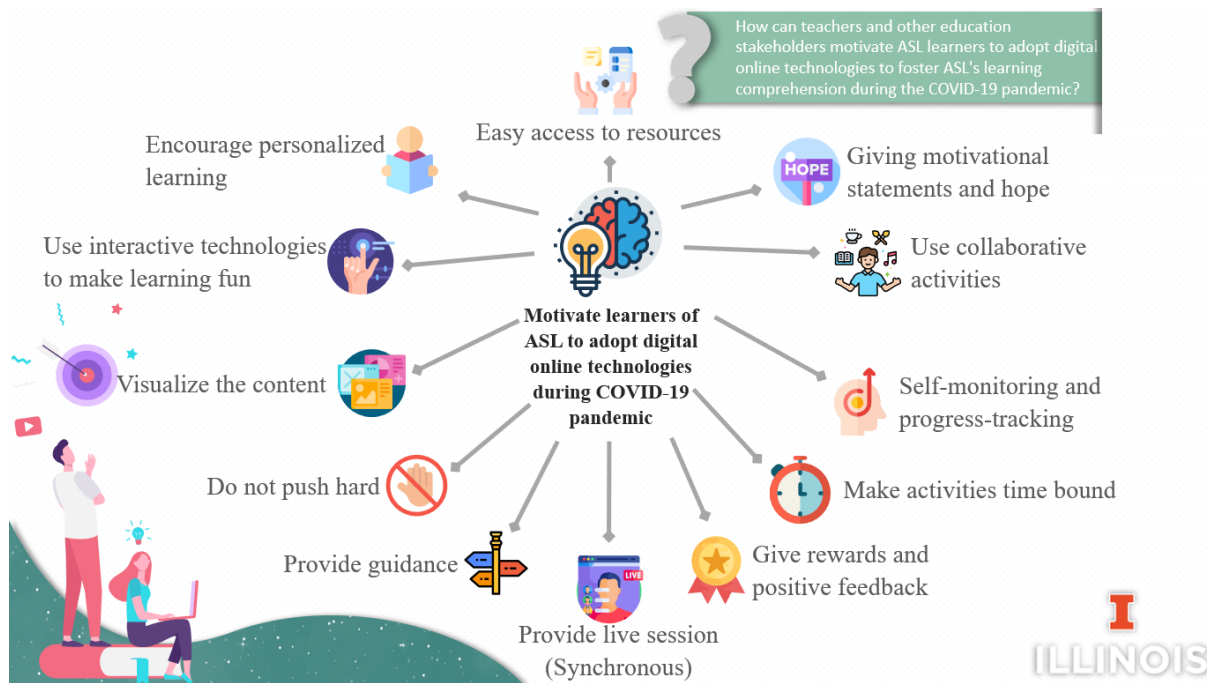 How can teachers and other education
stakeholders motivate ASL learners to adopt digital
online technologies to foster ASL's learning
comprehension during the COVID-19 pandemic?
Easy access to resources
Encourage personalized
learning
HOPE
Giving motivational
statements and hope
Use interactive technologies
to make learning fun
Use collaborative
activities
Motivate learners of
ASL to adopt digital
online technologies
during COVID-19
pandemic
Visualize the content
Self-monitoring and
progress-tracking
Do not push hard
Make activities time bound
Provide guidance
LIVE
Give rewards and
positive feedback
Provide live session
(Synchronous)
I
ILLINOIS